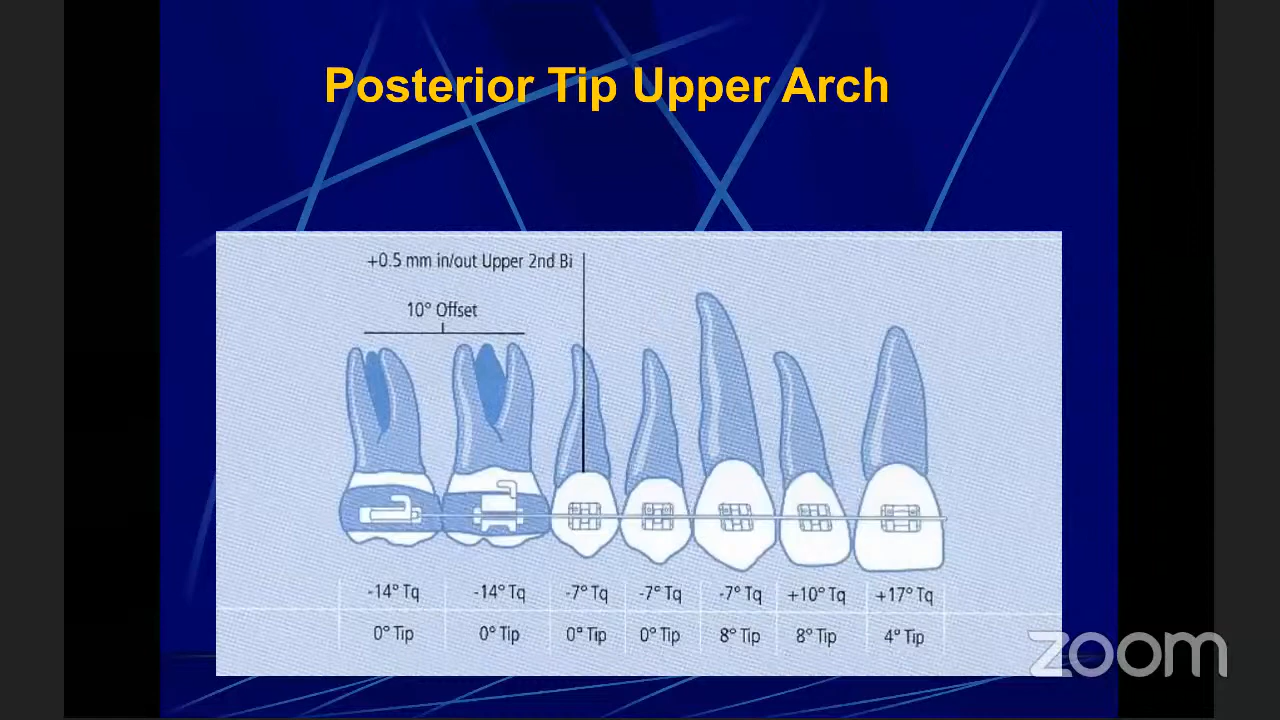 Posterior Tip Upper Arch
+0.5 mm in/out Upper 2nd Bi
10° Offset
-14° Tq -14° Tq -7° Tq -7° Tq -7° Tq +10° Tq +17° Tq
0° Tip 0° Tip 0° Tip 0° Tip 8° Tip 8° Tip 4° Tip
zoom